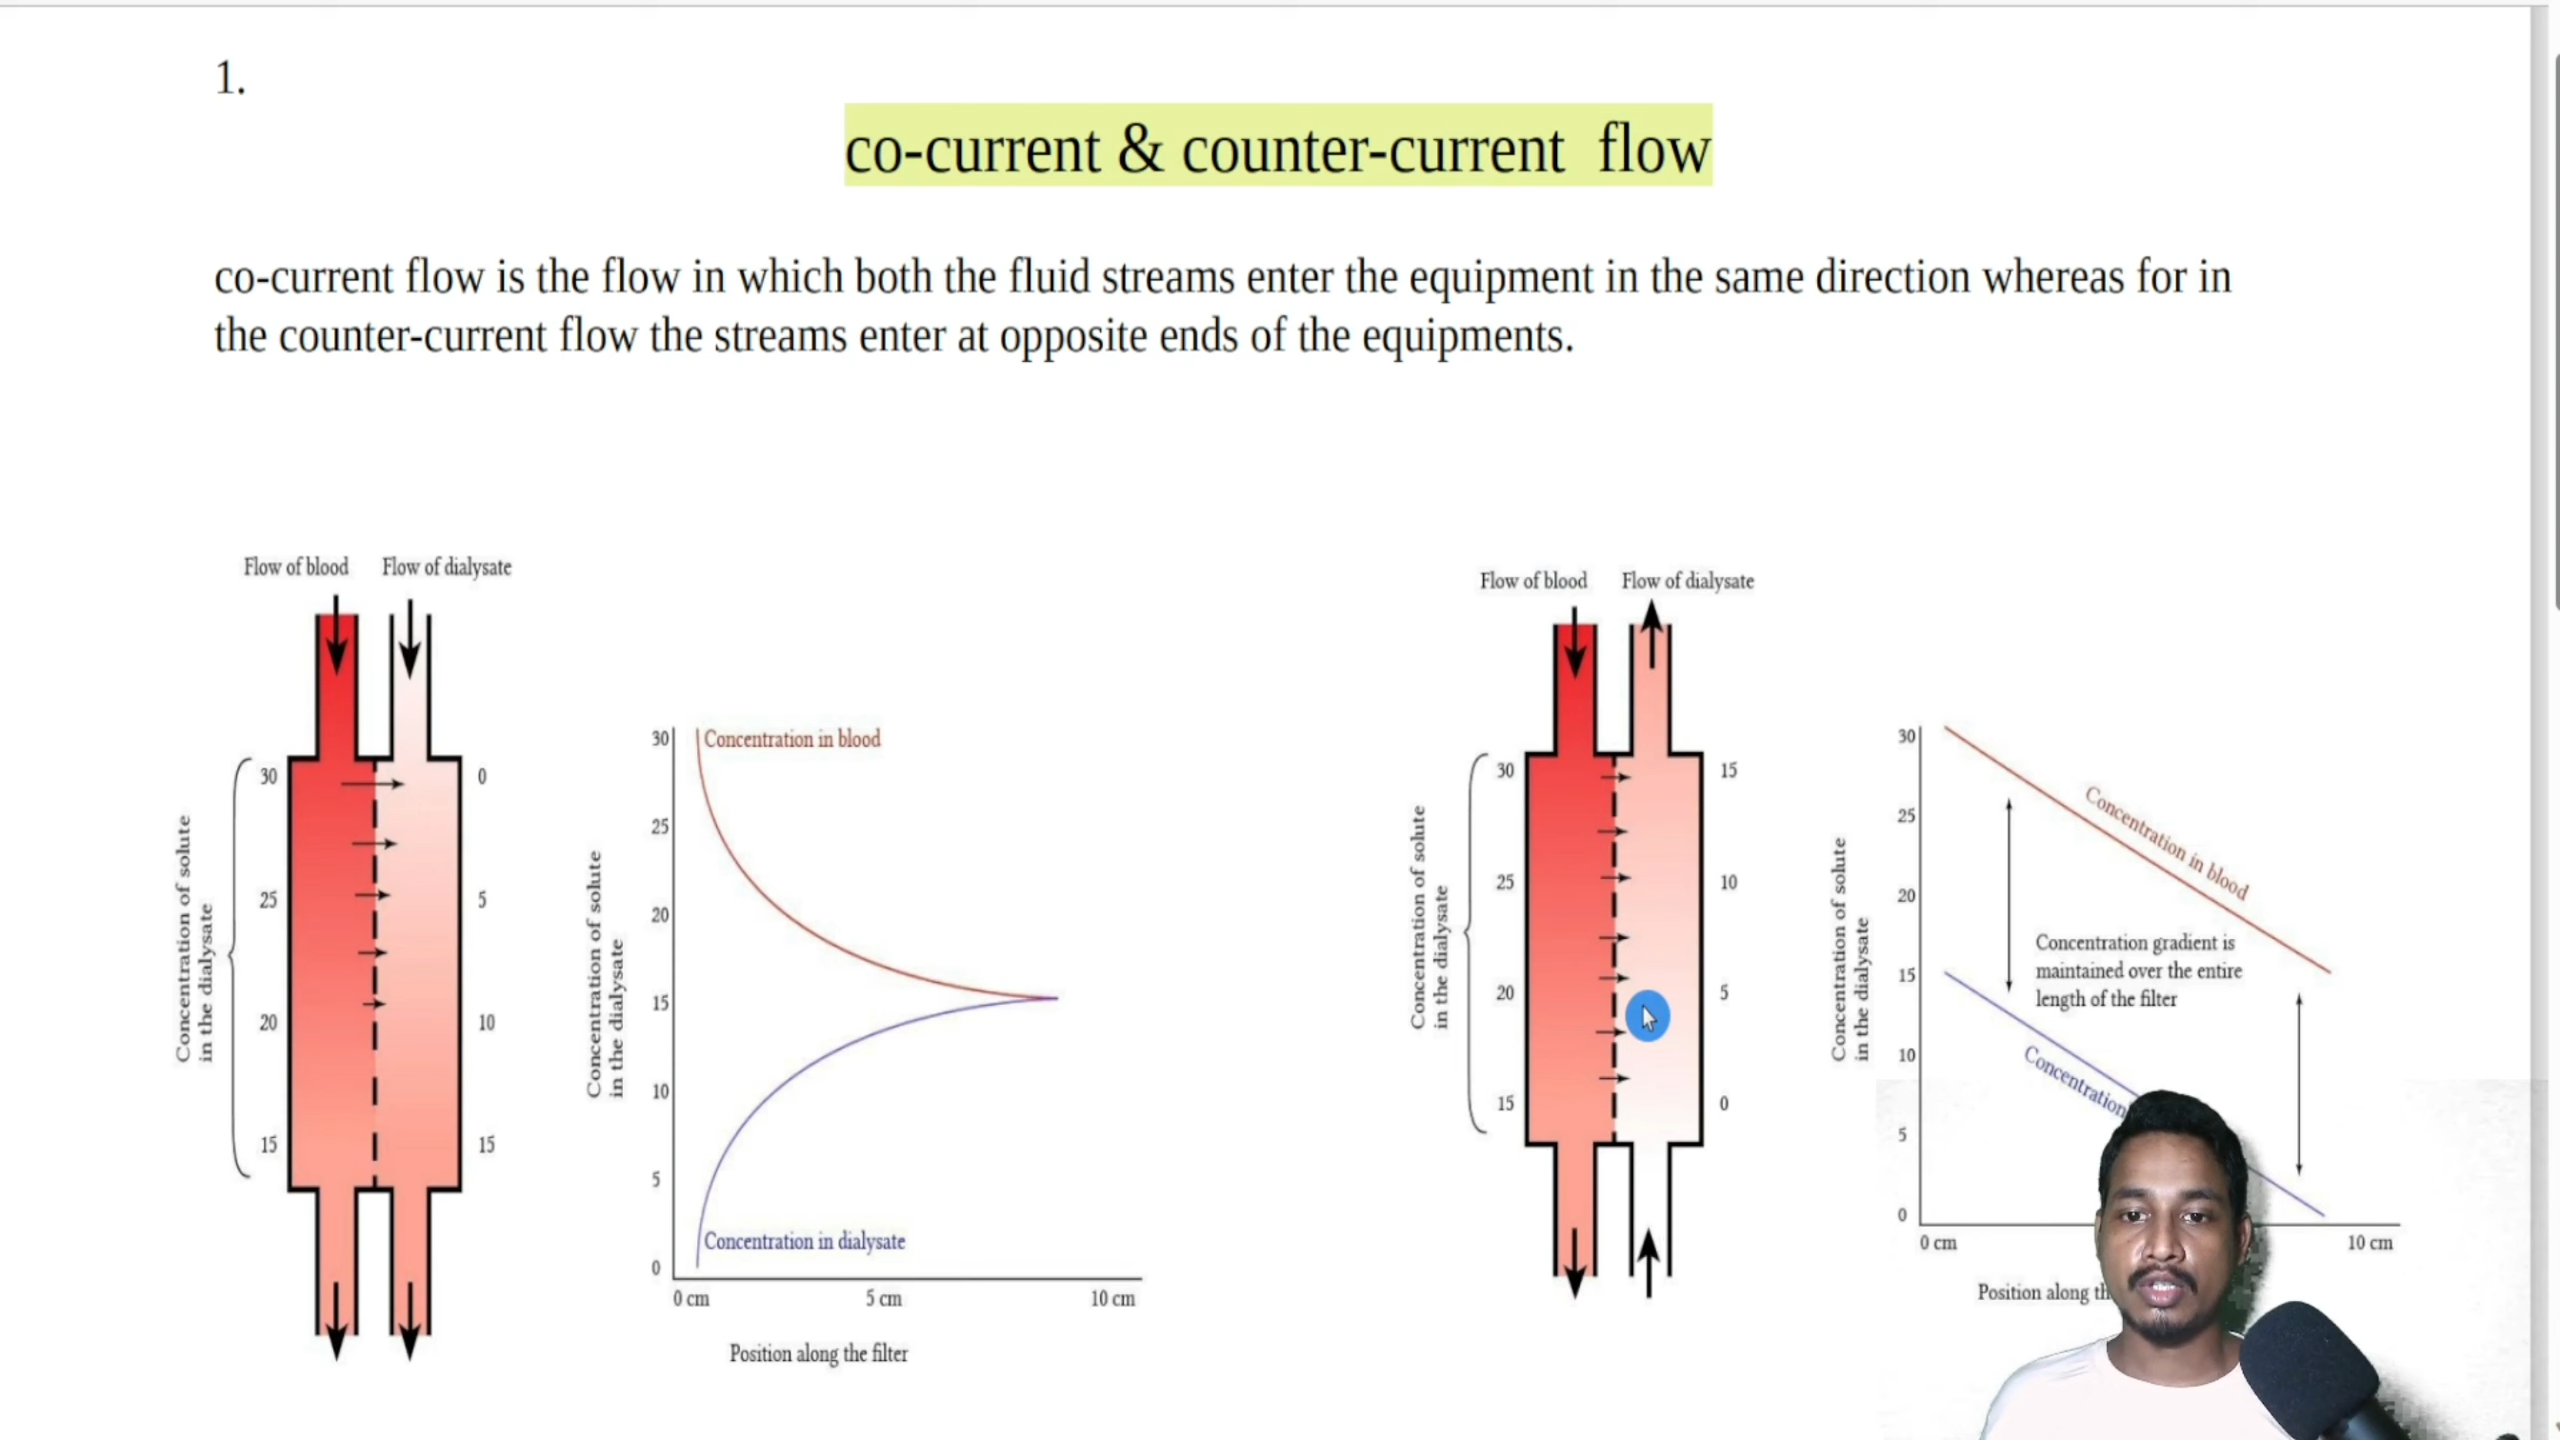 1.
co-current & counter-current flow
co-current flow is the flow in which both the fluid streams enter the equipment in the same direction whereas for in
the counter-current flow the streams enter at opposite ends of the equipments.
Flow of blood
Flow of dialysate
Concentration of solute
in the dialysate
30
25
20
15
0
5
10
15
Concentration of solute
in the dialysate
30
25
20
15
10
5
0
Concentration in blood
Concentration in dialysate
0 cm
5 cm
10 cm
Position along the filter
Flow of blood
Flow of dialysate
Concentration of solute
in the dialysate
30
25
20
15
15
10
5
0
Concentration of solute
in the dialysate
30
25
20
15
10
5
0
Concentration in blood
Concentration gradient is
maintained over the entire
length of the filter
Concentration
0 cm
10 cm
Position along